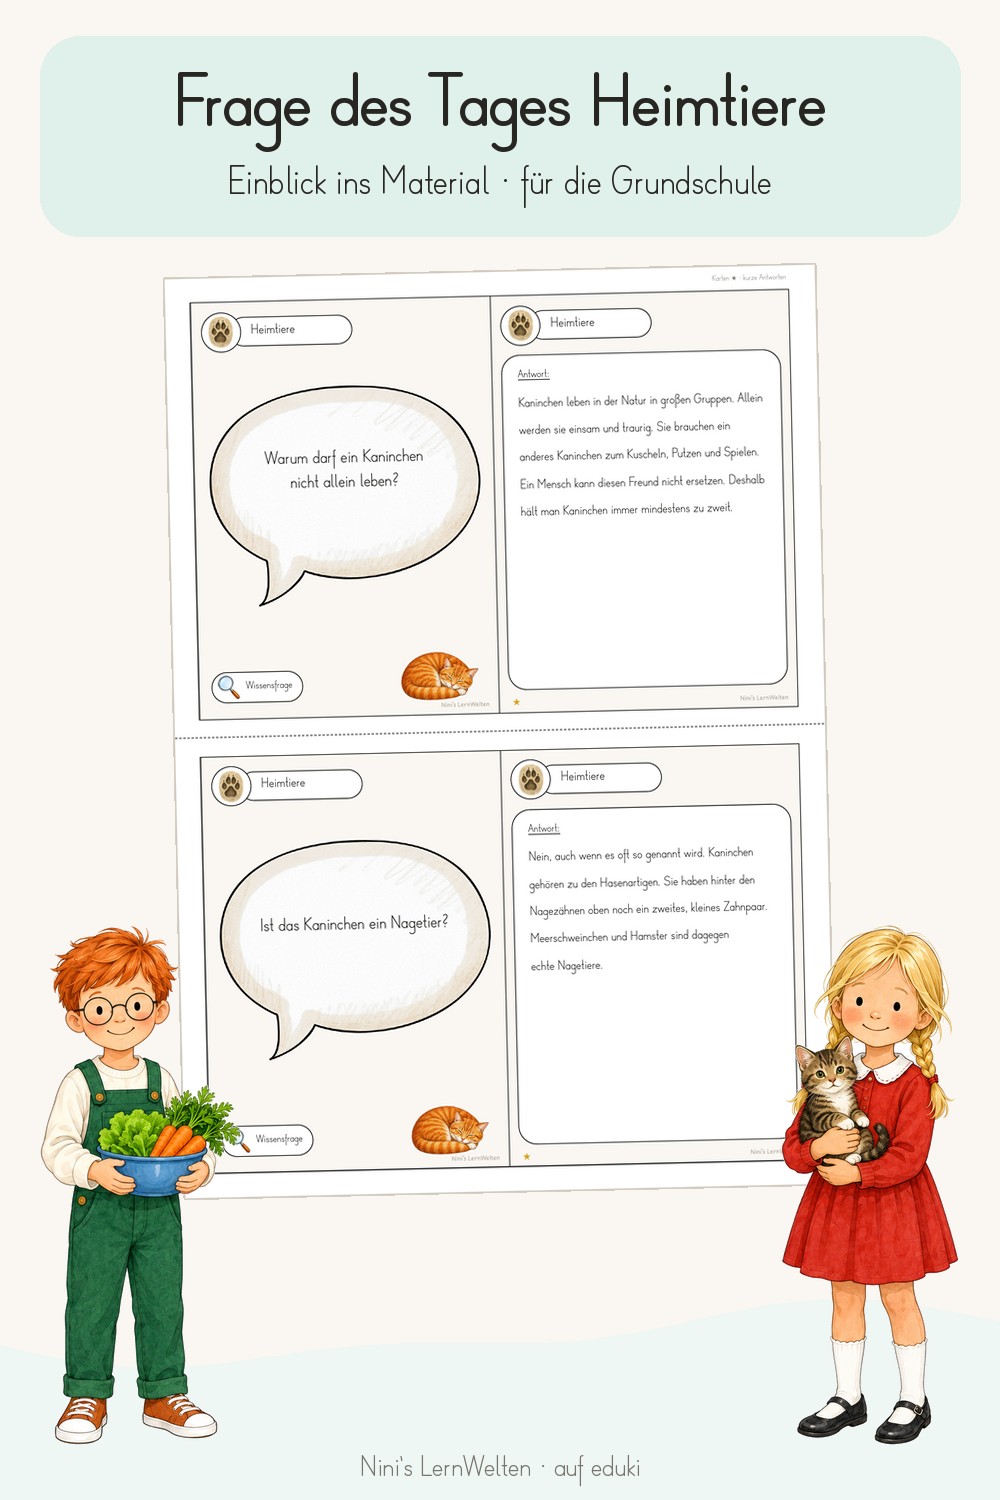 Frage des Tages Heimtiere
Einblick ins Material · für die Grundschule
Karten ★ · kurze Antworten
Heimtiere
Warum darf ein Kaninchen
nicht allein leben?
Wissensfrage
Nini's LernWelten
Heimtiere
Antwort:
Kaninchen leben in der Natur in großen Gruppen. Allein
werden sie einsam und traurig. Sie brauchen ein
anderes Kaninchen zum Kuscheln, Putzen und Spielen.
Ein Mensch kann diesen Freund nicht ersetzen. Deshalb
hält man Kaninchen immer mindestens zu zweit.
★
Nini's LernWelten
Heimtiere
Ist das Kaninchen ein Nagetier?
Wissensfrage
Nini's LernWelten
Heimtiere
Antwort:
Nein, auch wenn es oft so genannt wird. Kaninchen
gehören zu den Hasenartigen. Sie haben hinter den
Nagezähnen oben noch ein zweites, kleines Zahnpaar.
Meerschweinchen und Hamster sind dagegen
echte Nagetiere.
★
Nini's
Nini's LernWelten · auf eduki